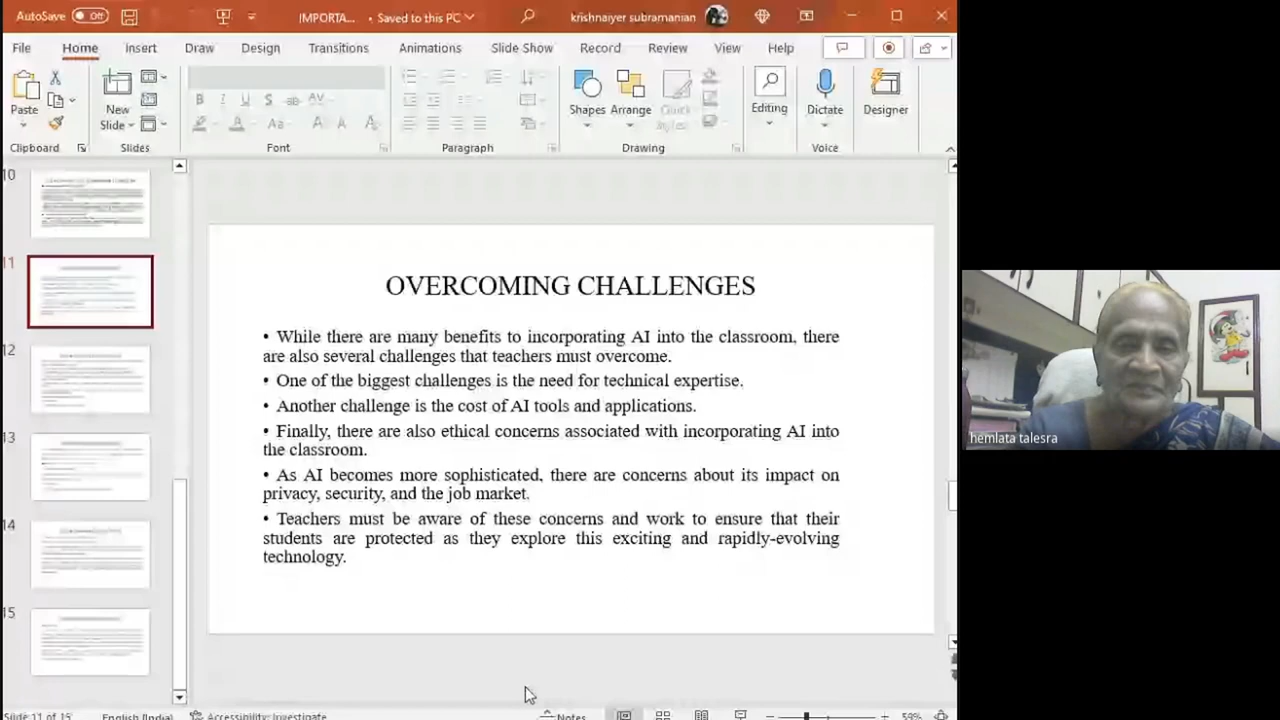 AutoSave Off IMPORTA... • Saved to this PC krishnaiyer subramanian
File Home Insert Draw Design Transitions Animations Slide Show Record Review View Help
Paste New Slide Shapes Arrange Quick Styles Editing Dictate Designer
Clipboard Slides Font Paragraph Drawing Voice
10
11
12
13
14
15
OVERCOMING CHALLENGES
• While there are many benefits to incorporating AI into the classroom, there
are also several challenges that teachers must overcome.
• One of the biggest challenges is the need for technical expertise.
• Another challenge is the cost of AI tools and applications.
• Finally, there are also ethical concerns associated with incorporating AI into
the classroom.
• As AI becomes more sophisticated, there are concerns about its impact on
privacy, security, and the job market.
• Teachers must be aware of these concerns and work to ensure that their
students are protected as they explore this exciting and rapidly-evolving
technology.
hemlata talesra
Slide 11 of 15 English (India) Accessibility: Investigate Notes 59%